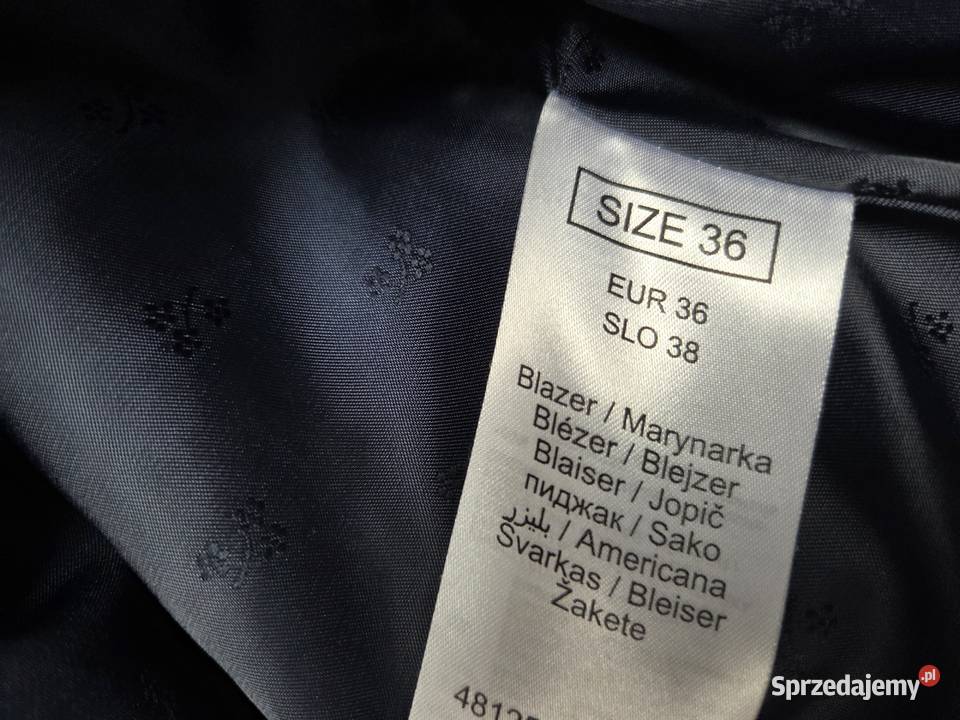 SIZE 36
EUR 36
SLO 38
Blazer / Marynarka
Blézer / Blejzer
Blaiser / Jopič
пиджак / Sako
بليزر / Americana
Švarkas / Bleiser
Žakete
Sprzedajemy.pl